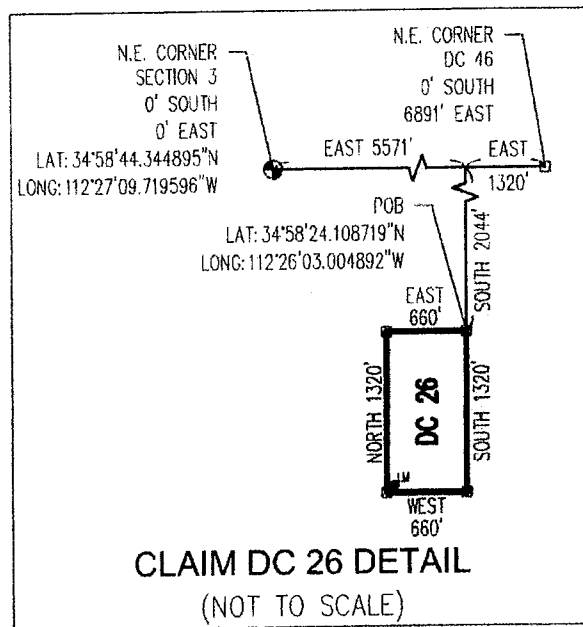 N.E. CORNER
SECTION 3
0' SOUTH
0' EAST
LAT: 34°58'44.344895"N
LONG: 112°27'09.719596"W
N.E. CORNER
DC 46
0' SOUTH
6891' EAST
EAST 5571'
EAST
1320'
SOUTH 2044'
POB
LAT: 34°58'24.108719"N
LONG: 112°26'03.004892"W
EAST
660'
NORTH 1320'
DC 26
SOUTH 1320'
LM
WEST
660'
CLAIM DC 26 DETAIL
(NOT TO SCALE)